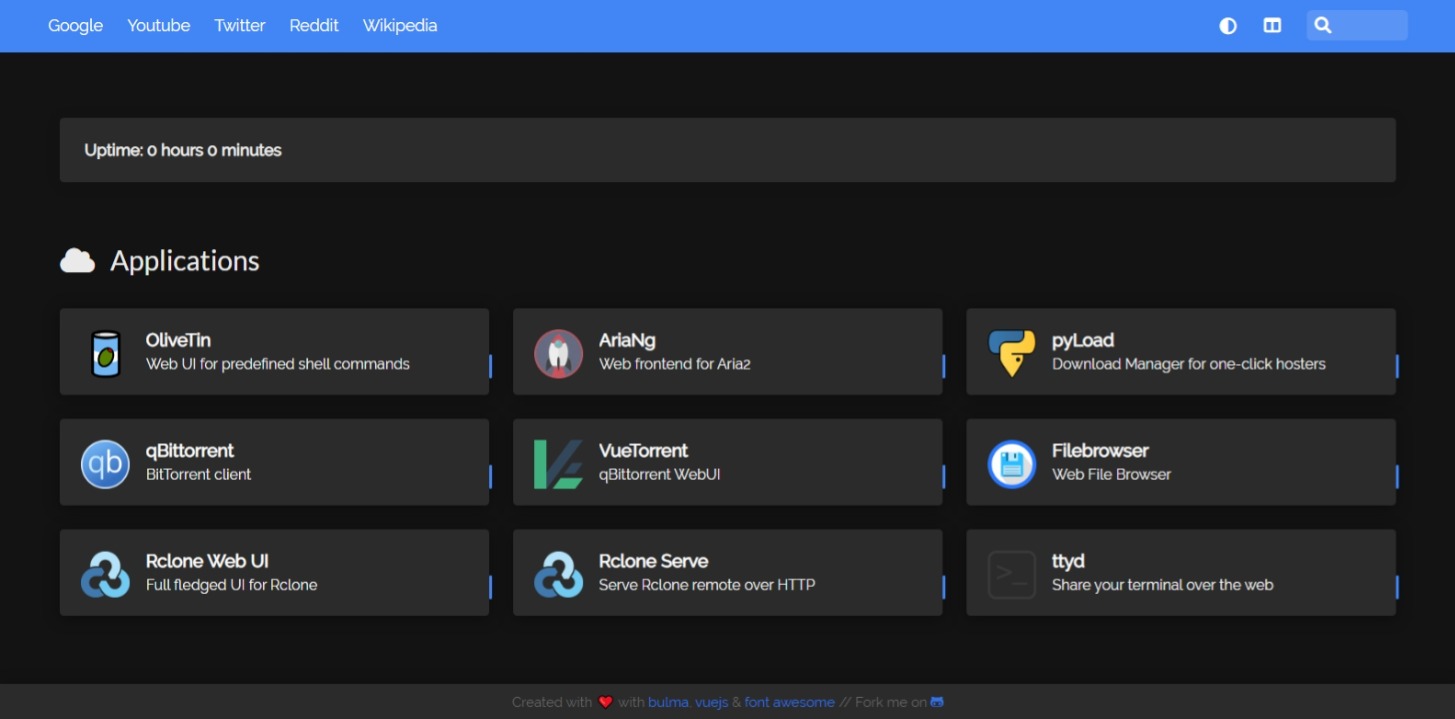 Google Youtube Twitter Reddit Wikipedia
Uptime: 0 hours 0 minutes
Applications
OliveTin
Web UI for predefined shell commands
AriaNg
Web frontend for Aria2
pyLoad
Download Manager for one-click hosters
qb
qBittorrent
BitTorrent client
VueTorrent
qBittorrent WebUI
Filebrowser
Web File Browser
Rclone Web UI
Full fledged UI for Rclone
Rclone Serve
Serve Rclone remote over HTTP
>_
ttyd
Share your terminal over the web
Created with ❤️ with bulma, vuejs & font awesome // Fork me on